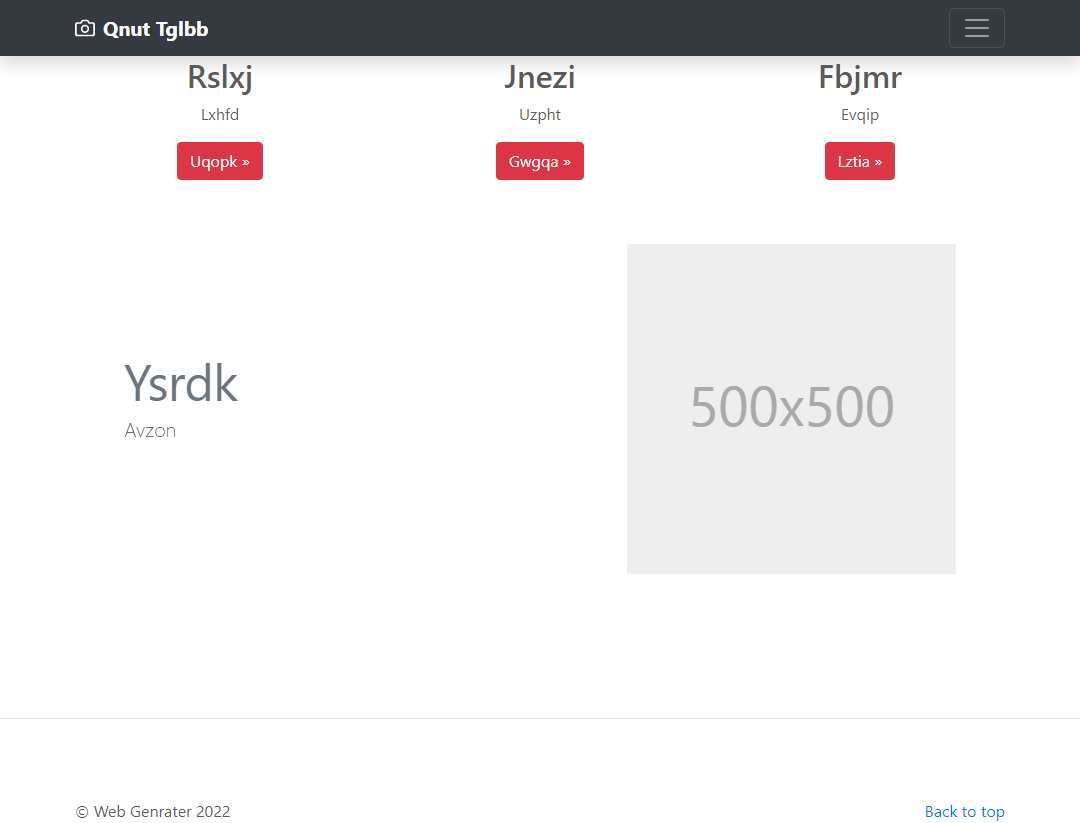 Qnut Tglbb
Rslxj
Lxhfd
Uqopk »
Jnezi
Uzpht
Gwgqa »
Fbjmr
Evqip
Lztia »
Ysrdk
Avzon
500x500
© Web Genrater 2022
Back to top